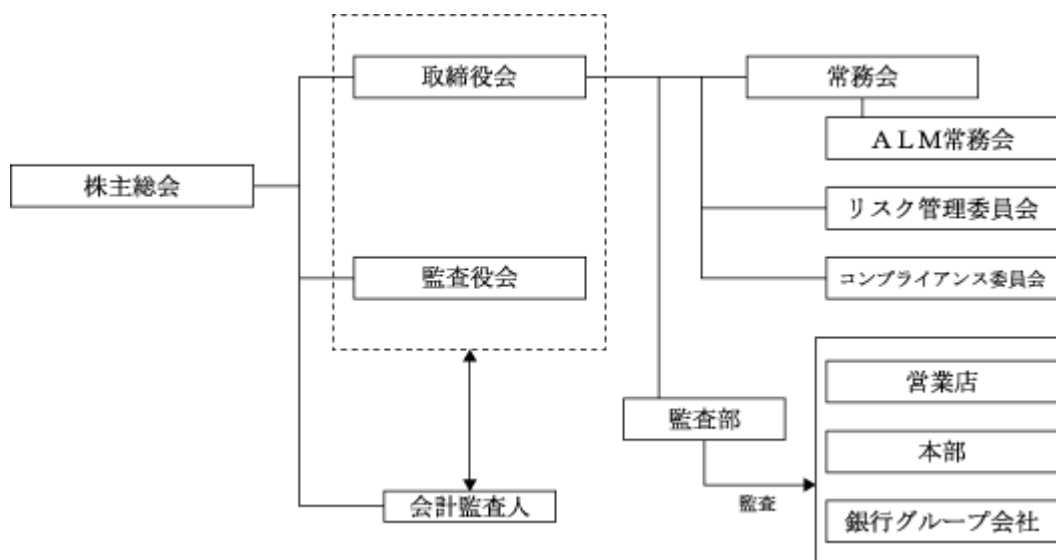 取締役会
常務会
ＡＬＭ常務会
株主総会
リスク管理委員会
監査役会
コンプライアンス委員会
営業店
監査部
本部
会計監査人
監査
銀行グループ会社